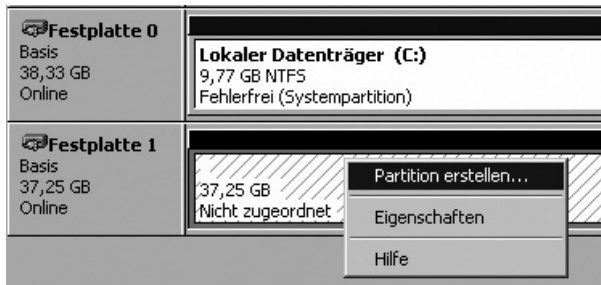 Festplatte 0
Basis
38,33 GB
Online
Lokaler Datenträger (C:)
9,77 GB NTFS
Fehlerfrei (Systempartition)
Festplatte 1
Basis
37,25 GB
Online
37,25 GB
Nicht zugeordnet
Partition erstellen...
Eigenschaften
Hilfe